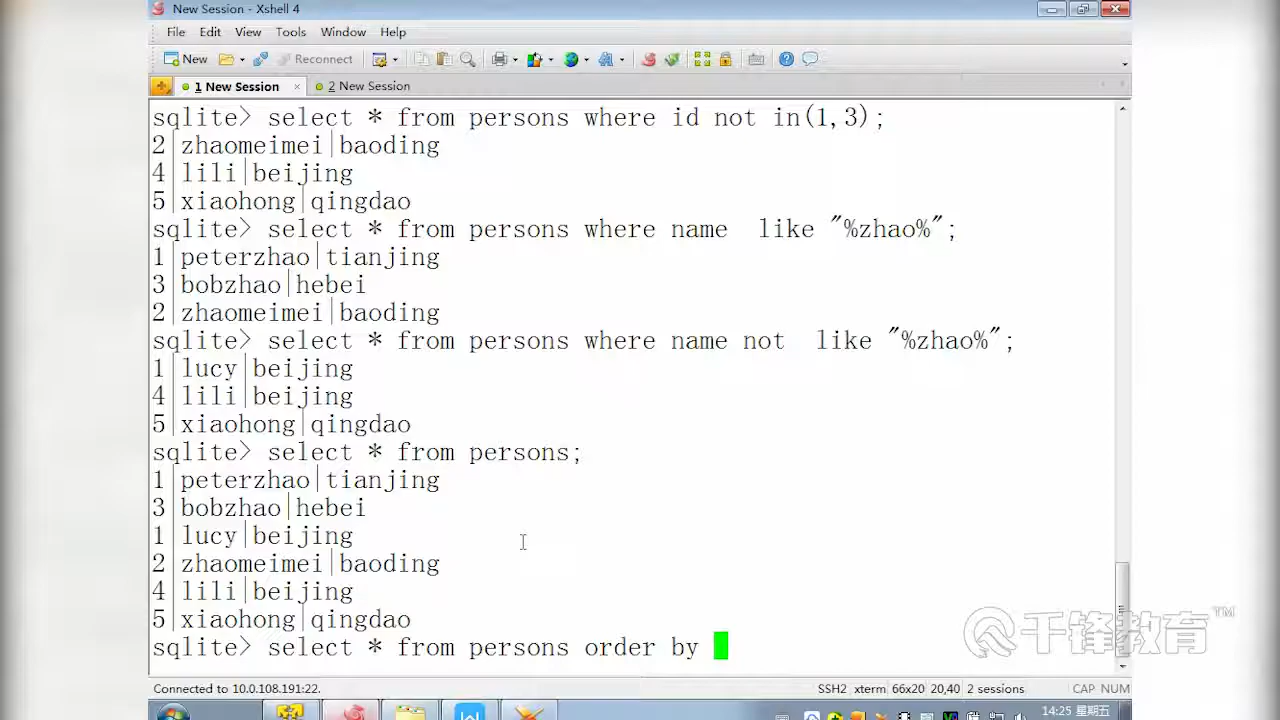 New Session - Xshell 4
File Edit View Tools Window Help
New Reconnect
1 New Session × 2 New Session
sqlite> select * from persons where id not in(1,3);
2|zhaomeimei|baoding
4|lili|beijing
5|xiaohong|qingdao
sqlite> select * from persons where name  like "%zhao%";
1|peterzhao|tianjing
3|bobzhao|hebei
2|zhaomeimei|baoding
sqlite> select * from persons where name not  like "%zhao%";
1|lucy|beijing
4|lili|beijing
5|xiaohong|qingdao
sqlite> select * from persons;
1|peterzhao|tianjing
3|bobzhao|hebei
1|lucy|beijing
2|zhaomeimei|baoding
4|lili|beijing
5|xiaohong|qingdao
千锋教育™
sqlite> select * from persons order by
Connected to 10.0.108.191:22. SSH2 xterm 66x20 20,40 2 sessions CAP NUM
14:25 星期五